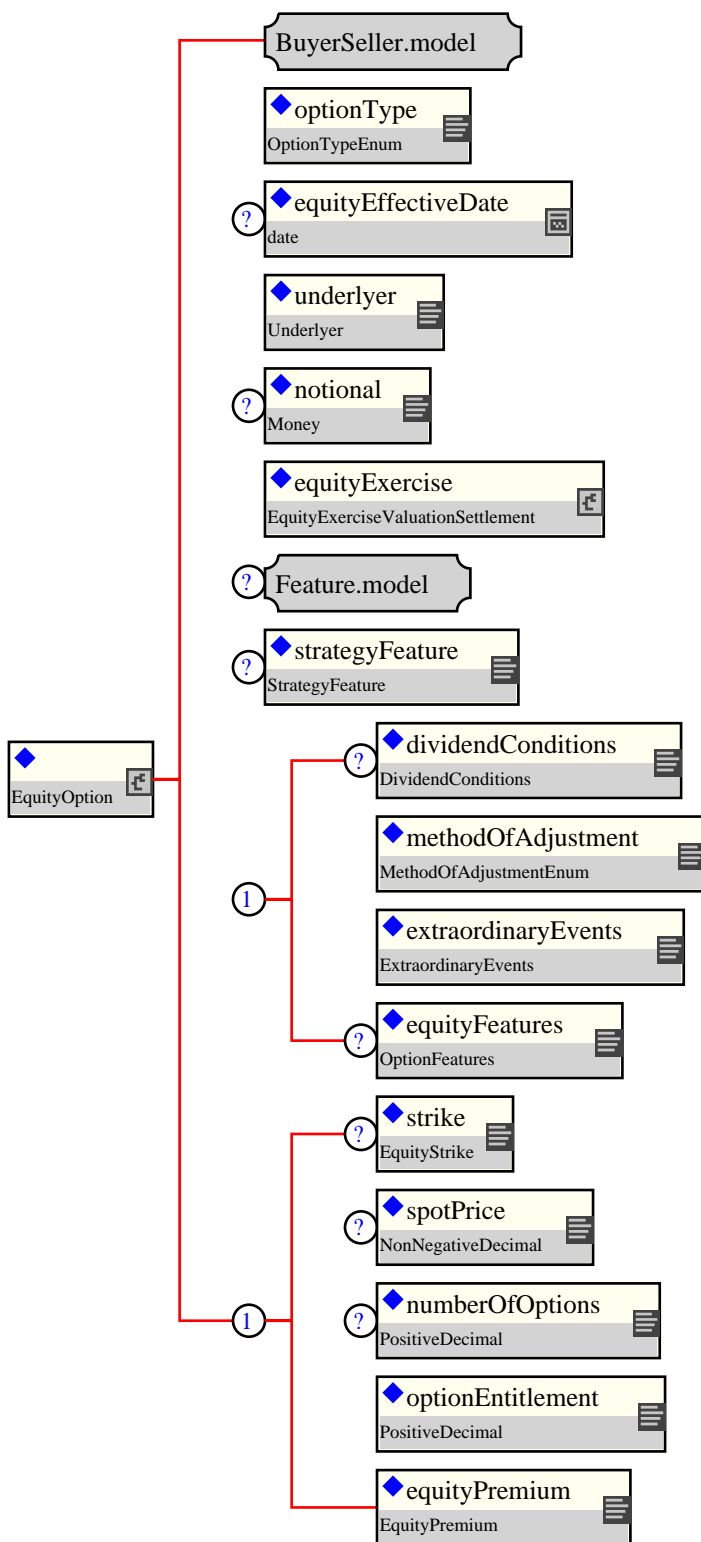 BuyerSeller.model
optionType
OptionTypeEnum
?
equityEffectiveDate
date
underlyer
Underlyer
?
notional
Money
equityExercise
EquityExerciseValuationSettlement
?
Feature.model
?
strategyFeature
StrategyFeature
EquityOption
1
?
dividendConditions
DividendConditions
methodOfAdjustment
MethodOfAdjustmentEnum
extraordinaryEvents
ExtraordinaryEvents
?
equityFeatures
OptionFeatures
1
?
strike
EquityStrike
?
spotPrice
NonNegativeDecimal
?
numberOfOptions
PositiveDecimal
optionEntitlement
PositiveDecimal
equityPremium
EquityPremium